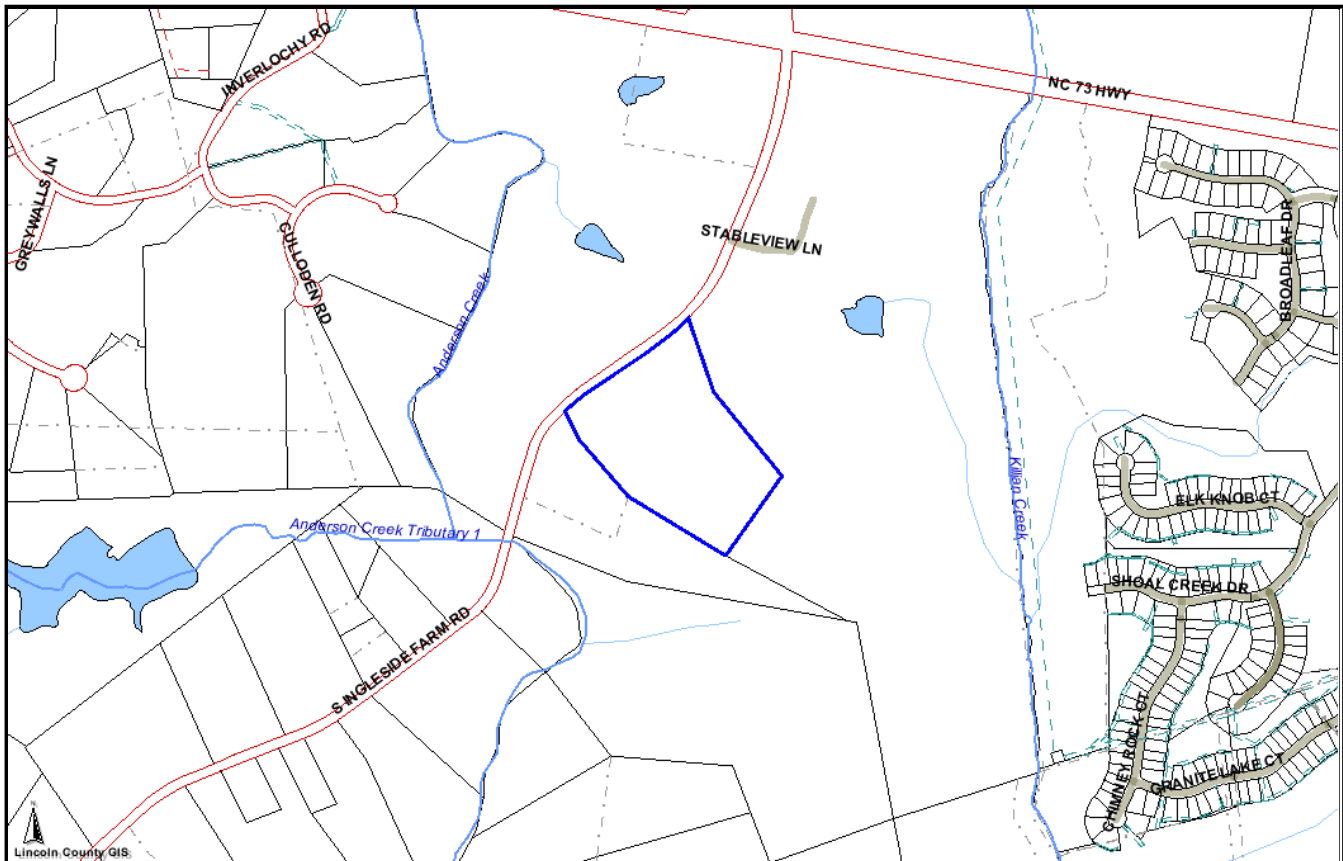 INVERLOCHY RD
NC 73 HWY
GREYWALLS LN
CULLODEN RD
STABLEVIEW LN
BROADLEAF DR
Anderson Creek
Killian Creek
ELK KNOB CT
Anderson Creek Tributary 1
SHOAL CREEK DR
S INGLESIDE FARM RD
CHIMNEY ROCK CT
GRANITE LAKE CT
N
Lincoln County GIS